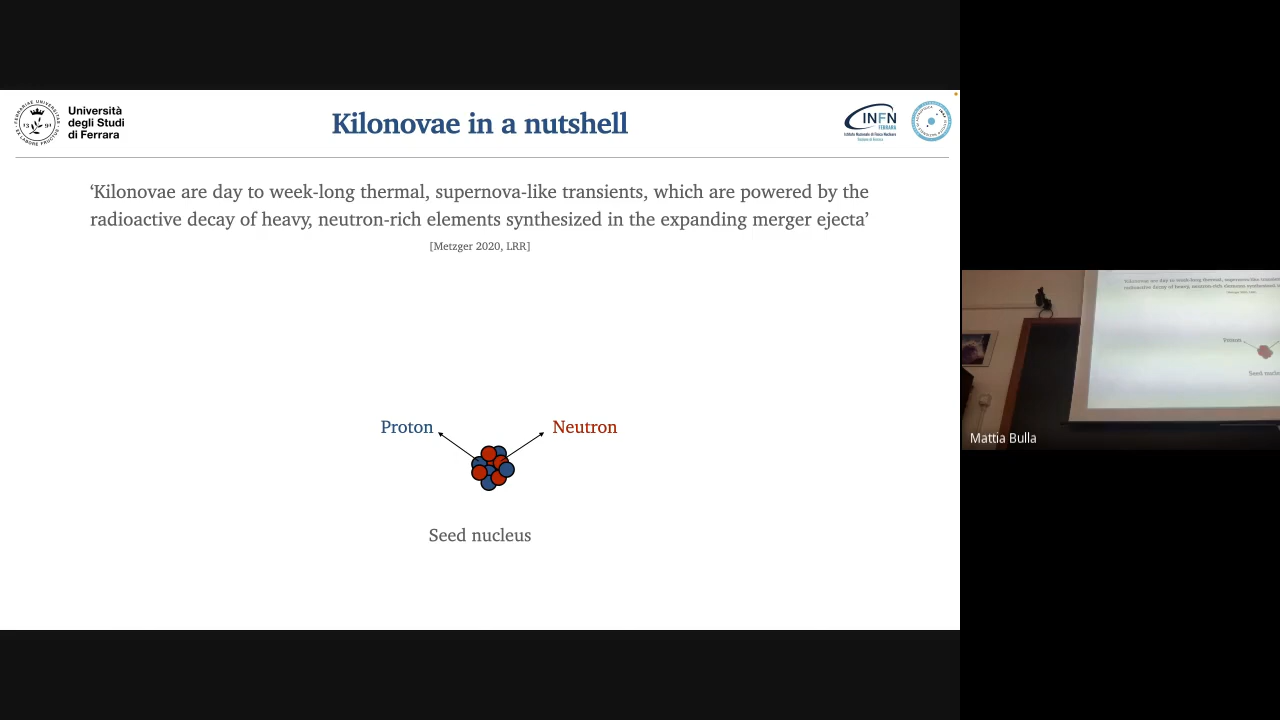 Università
degli Studi
di Ferrara
Kilonovae in a nutshell
INFN
FERRARA
Istituto Nazionale di Fisica Nucleare
‘Kilonovae are day to week-long thermal, supernova-like transients, which are powered by the
radioactive decay of heavy, neutron-rich elements synthesized in the expanding merger ejecta’
[Metzger 2020, LRR]
Proton
Neutron
Seed nucleus
Mattia Bulla